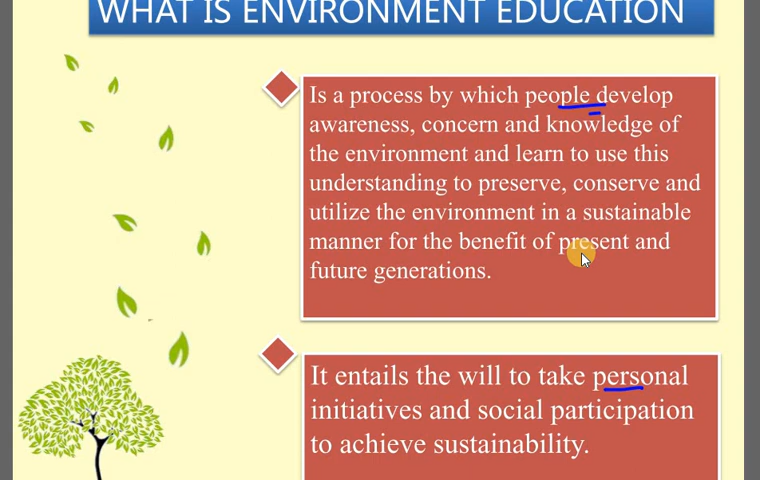 WHAT IS ENVIRONMENT EDUCATION
Is a process by which people develop
awareness, concern and knowledge of
the environment and learn to use this
understanding to preserve, conserve and
utilize the environment in a sustainable
manner for the benefit of present and
future generations.
It entails the will to take personal
initiatives and social participation
to achieve sustainability.